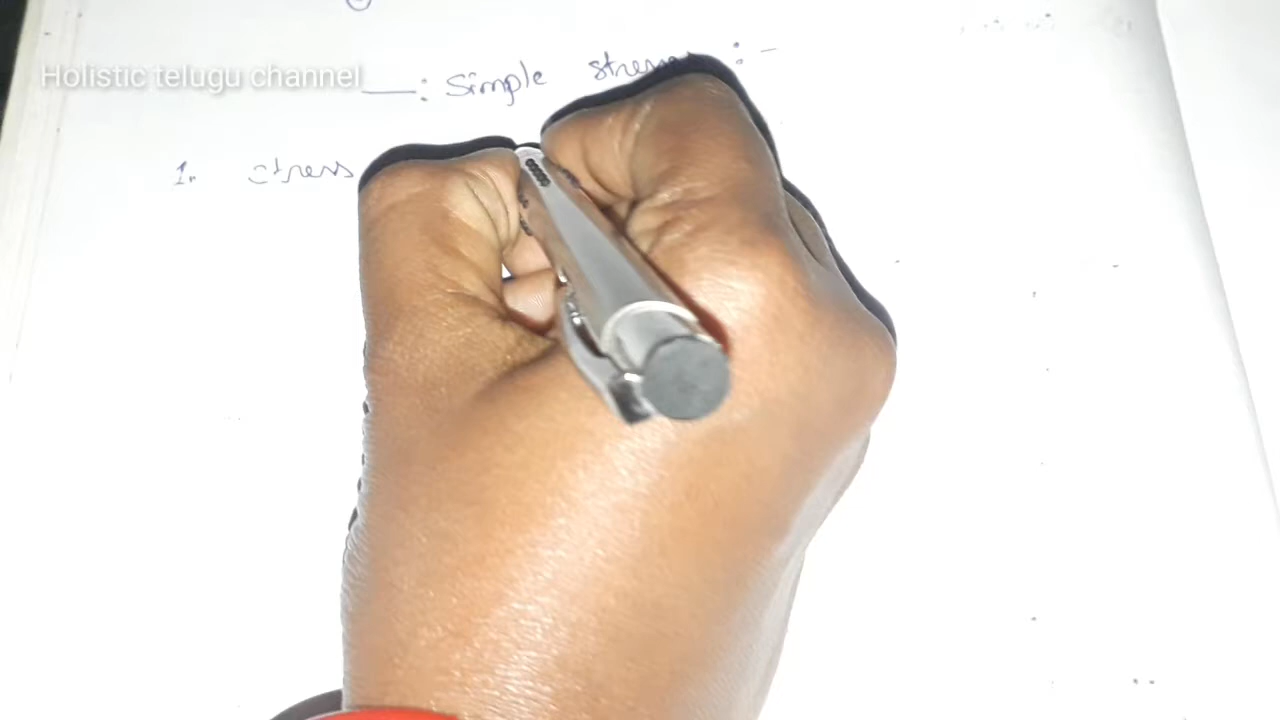 Holistic telugu channel
—: Simple stress :-
1. stress